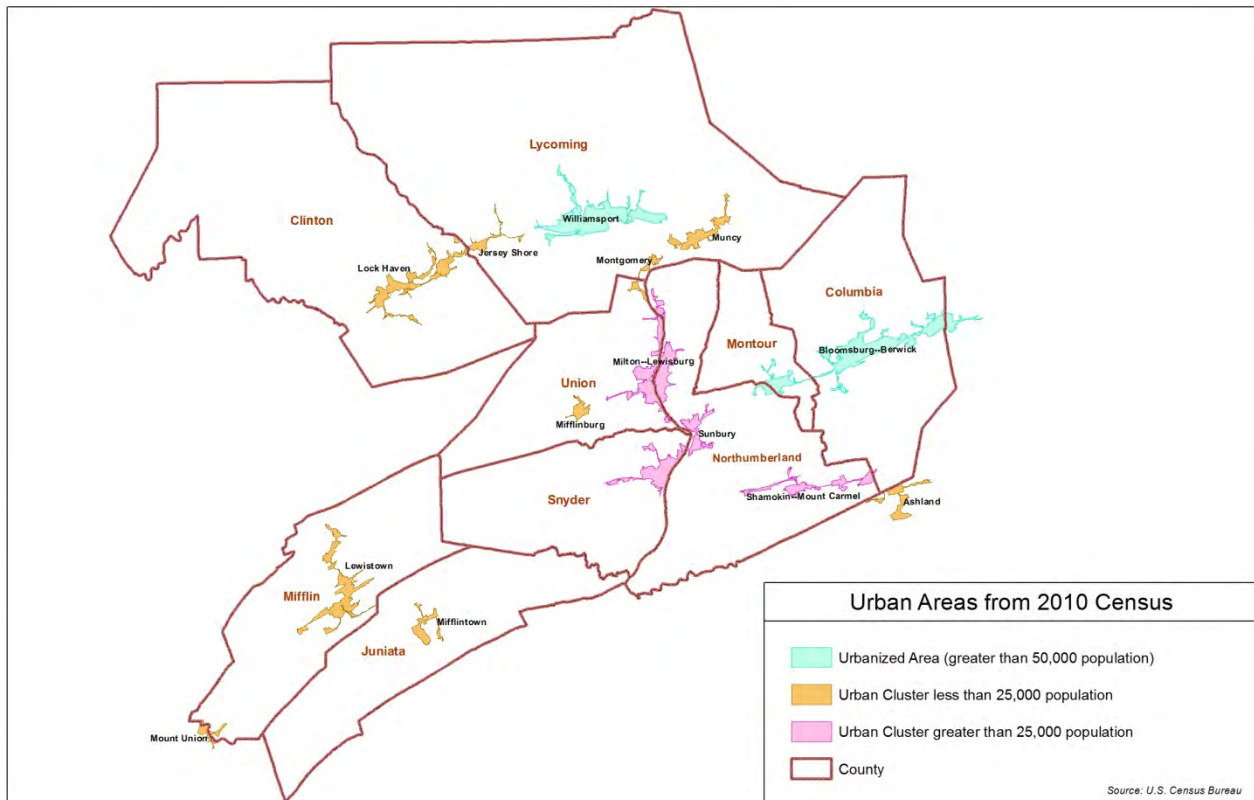 Lycoming
Clinton
Williamsport
Muncy
Jersey Shore
Montgomery
Lock Haven
Columbia
Montour
Bloomsburg--Berwick
Milton--Lewisburg
Union
Mifflinburg
Sunbury
Northumberland
Shamokin--Mount Carmel
Snyder
Ashland
Lewistown
Mifflin
Mifflintown
Juniata
Mount Union
Urban Areas from 2010 Census
Urbanized Area (greater than 50,000 population)
Urban Cluster less than 25,000 population
Urban Cluster greater than 25,000 population
County
Source: U.S. Census Bureau